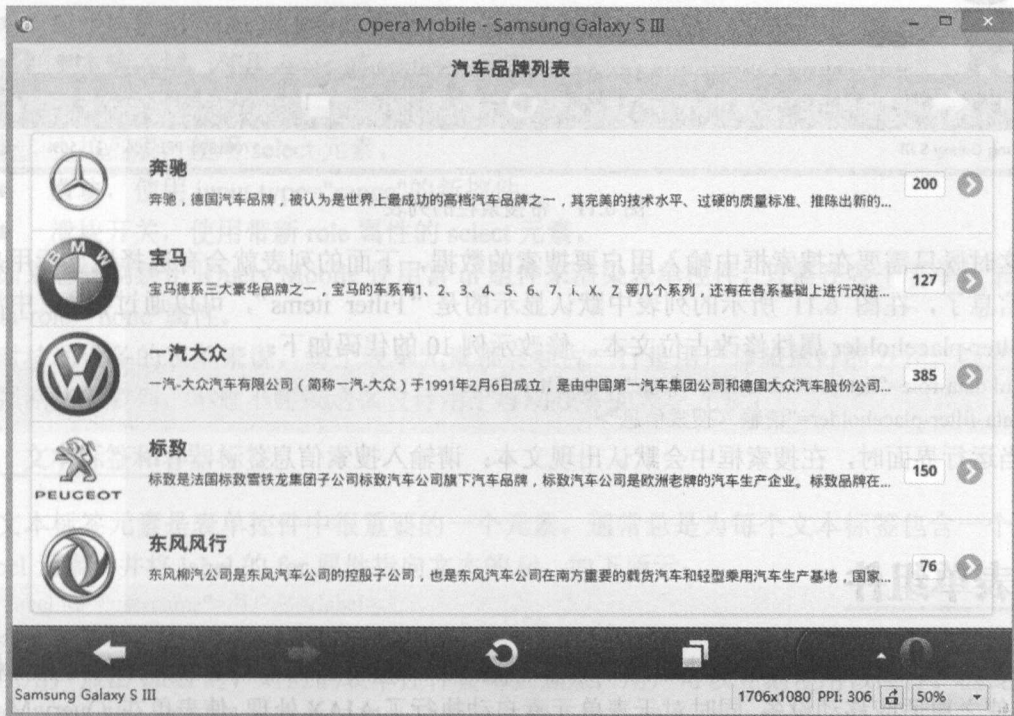 Opera Mobile - Samsung Galaxy S III
汽车品牌列表
奔驰
奔驰，德国汽车品牌，被认为是世界上最成功的高档汽车品牌之一，其完美的技术水平、过硬的质量标准、推陈出新的...
200
BMW
宝马
宝马德系三大豪华品牌之一，宝马的车系有1、2、3、4、5、6、7、i、X、Z 等几个系列，还有在各系基础上进行改进...
127
一汽大众
一汽-大众汽车有限公司（简称一汽-大众）于1991年2月6日成立，是由中国第一汽车集团公司和德国大众汽车股份公司...
385
PEUGEOT
标致
标致是法国标致雪铁龙集团子公司标致汽车公司旗下汽车品牌，标致汽车公司是欧洲老牌的汽车生产企业。标致品牌在...
150
东风风行
东风柳汽公司是东风汽车公司的控股子公司，也是东风汽车公司在南方重要的载货汽车和轻型乘用汽车生产基地，国家...
76
Samsung Galaxy S III
1706x1080 PPI: 306
50%